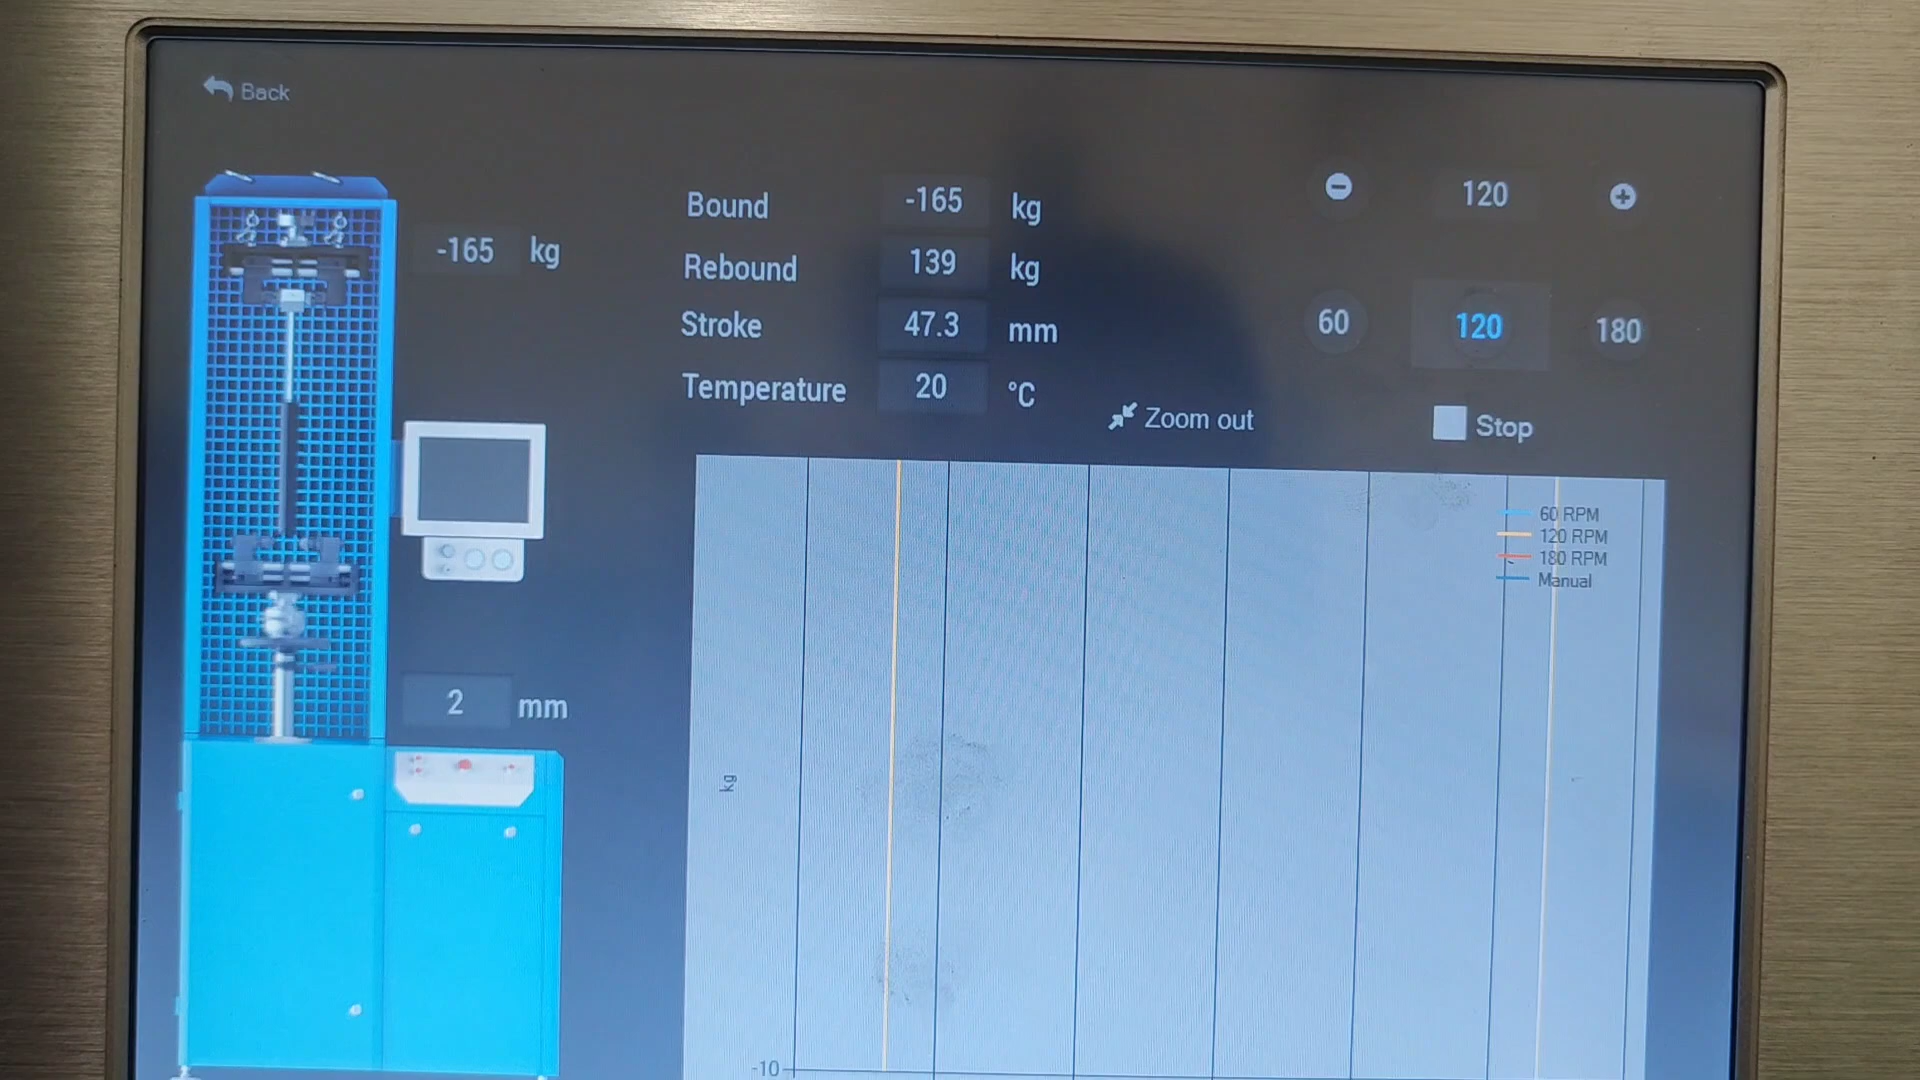 Back
-165 kg
Bound -165 kg
Rebound 139 kg
Stroke 47.3 mm
Temperature 20 °C
120
60 120 180
Zoom out
Stop
60 RPM
120 RPM
180 RPM
Manual
2 mm
kg
-10